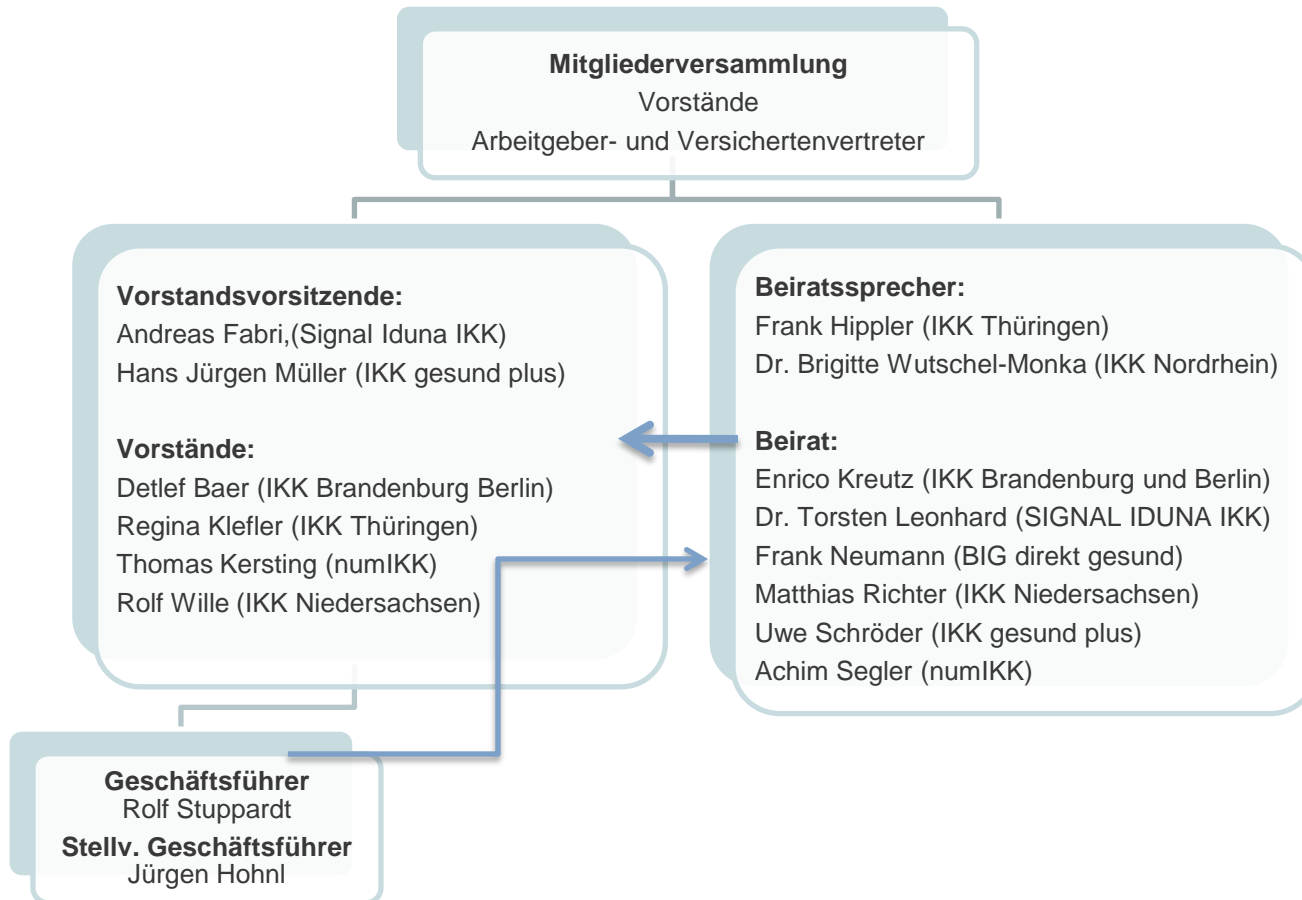 Mitgliederversammlung
Vorstände
Arbeitgeber- und Versichertenvertreter
Vorstandsvorsitzende:
Andreas Fabri,(Signal Iduna IKK)
Hans Jürgen Müller (IKK gesund plus)
Vorstände:
Detlef Baer (IKK Brandenburg Berlin)
Regina Klefler (IKK Thüringen)
Thomas Kersting (numIKK)
Rolf Wille (IKK Niedersachsen)
Beiratssprecher:
Frank Hippler (IKK Thüringen)
Dr. Brigitte Wutschel-Monka (IKK Nordrhein)
Beirat:
Enrico Kreutz (IKK Brandenburg und Berlin)
Dr. Torsten Leonhard (SIGNAL IDUNA IKK)
Frank Neumann (BIG direkt gesund)
Matthias Richter (IKK Niedersachsen)
Uwe Schröder (IKK gesund plus)
Achim Segler (numIKK)
Geschäftsführer
Rolf Stuppardt
Stellv. Geschäftsführer
Jürgen Hohnl